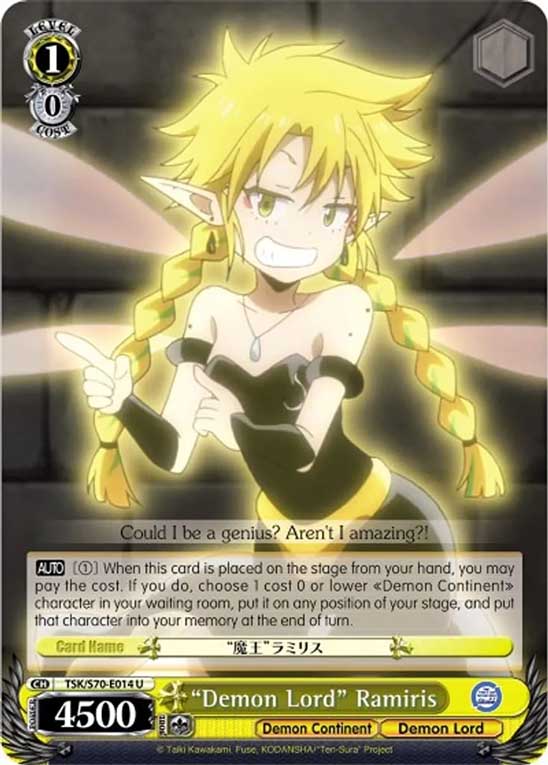 LEVEL
1
0
COST
Could I be a genius? Aren't I amazing?!
AUTO [①] When this card is placed on the stage from your hand, you may
pay the cost. If you do, choose 1 cost 0 or lower «Demon Continent»
character in your waiting room, put it on any position of your stage, and put
that character into your memory at the end of turn.
Card Name “魔王”ラミリス
CH TSK/S70-E014 U
“Demon Lord” Ramiris
POWER 4500 SOUL
Demon Continent Demon Lord
© Taiki Kawakami, Fuse, KODANSHA/“Ten-Sura” Project